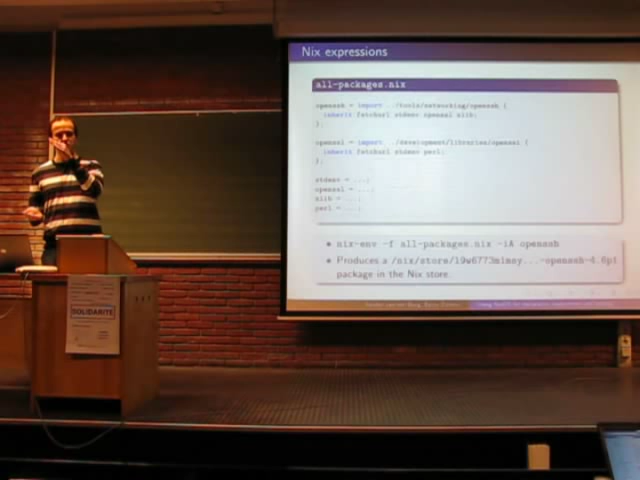 Nix expressions
all-packages.nix
openssh = import ../tools/networking/openssh {
inherit fetchurl stdenv openssl zlib;
};
openssl = import ../development/libraries/openssl {
inherit fetchurl stdenv perl;
};
stdenv = ...;
openssl = ...;
zlib = ...;
perl = ...;
• nix-env -f all-packages.nix -iA openssh
• Produces a /nix/store/l9w6773m1msy...-openssh-4.6p1
package in the Nix store.
SOLIDARITÉ